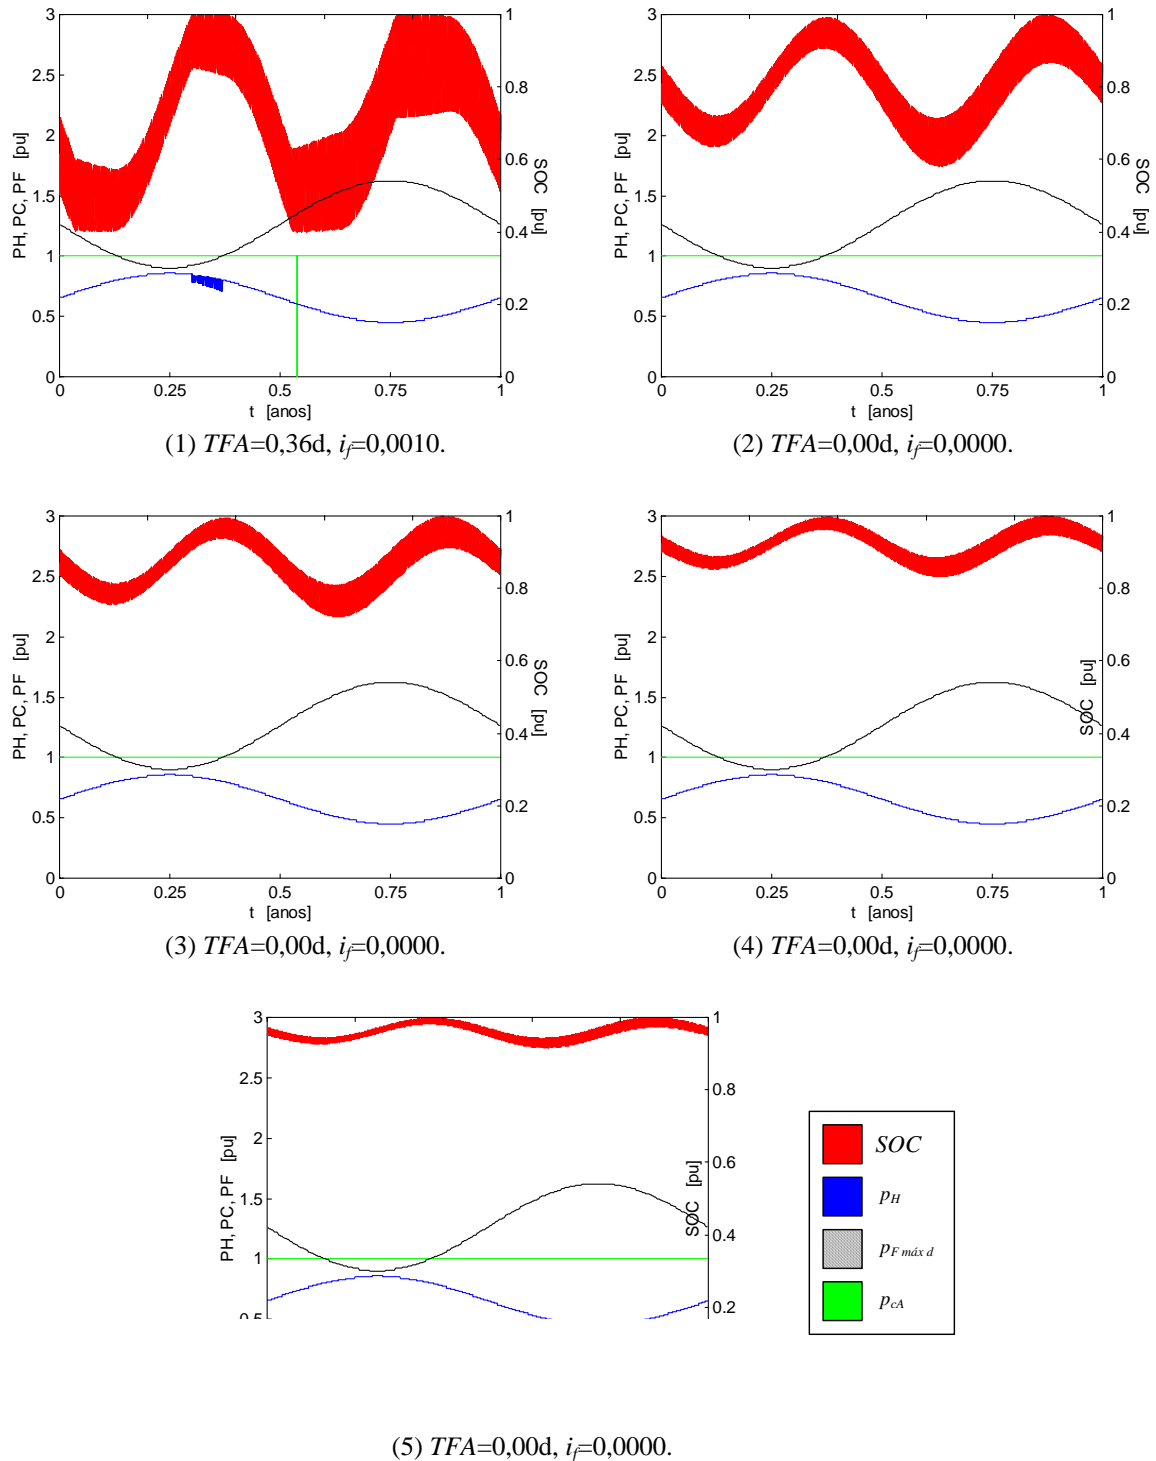 3
2.5
2
1.5
1
0.5
0
PH, PC, PF [pu]
1
0.8
0.6
0.4
0.2
0
SOC [pu]
0 0.25 0.5 0.75 1
t [anos]
(1) TFA=0,36d, if=0,0010.
3
2.5
2
1.5
1
0.5
0
PH, PC, PF [pu]
1
0.8
0.6
0.4
0.2
0
SOC [pu]
0 0.25 0.5 0.75 1
t [anos]
(2) TFA=0,00d, if=0,0000.
3
2.5
2
1.5
1
0.5
0
PH, PC, PF [pu]
1
0.8
0.6
0.4
0.2
0
SOC [pu]
0 0.25 0.5 0.75 1
t [anos]
(3) TFA=0,00d, if=0,0000.
3
2.5
2
1.5
1
0.5
0
PH, PC, PF [pu]
1
0.8
0.6
0.4
0.2
0
SOC [pu]
0 0.25 0.5 0.75 1
t [anos]
(4) TFA=0,00d, if=0,0000.
3
2.5
2
1.5
1
0.5
PH, PC, PF [pu]
1
0.8
0.6
0.4
0.2
SOC [pu]
SOC
pH
pF máx d
pcA
(5) TFA=0,00d, if=0,0000.